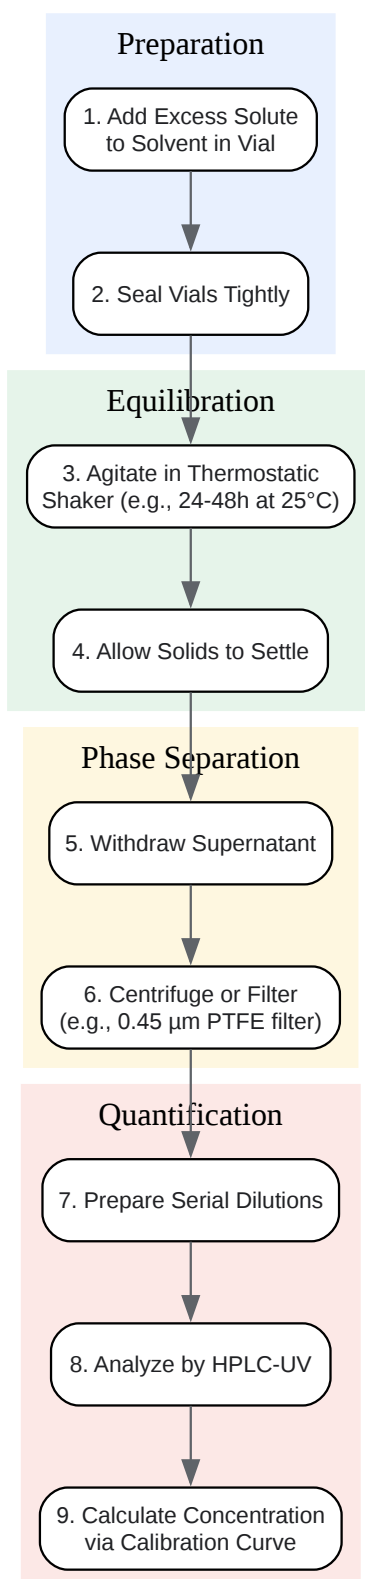 Preparation
1. Add Excess Solute
to Solvent in Vial
2. Seal Vials Tightly
Equilibration
3. Agitate in Thermostatic
Shaker (e.g., 24-48h at 25°C)
4. Allow Solids to Settle
Phase Separation
5. Withdraw Supernatant
6. Centrifuge or Filter
(e.g., 0.45 µm PTFE filter)
Quantification
7. Prepare Serial Dilutions
8. Analyze by HPLC-UV
9. Calculate Concentration
via Calibration Curve